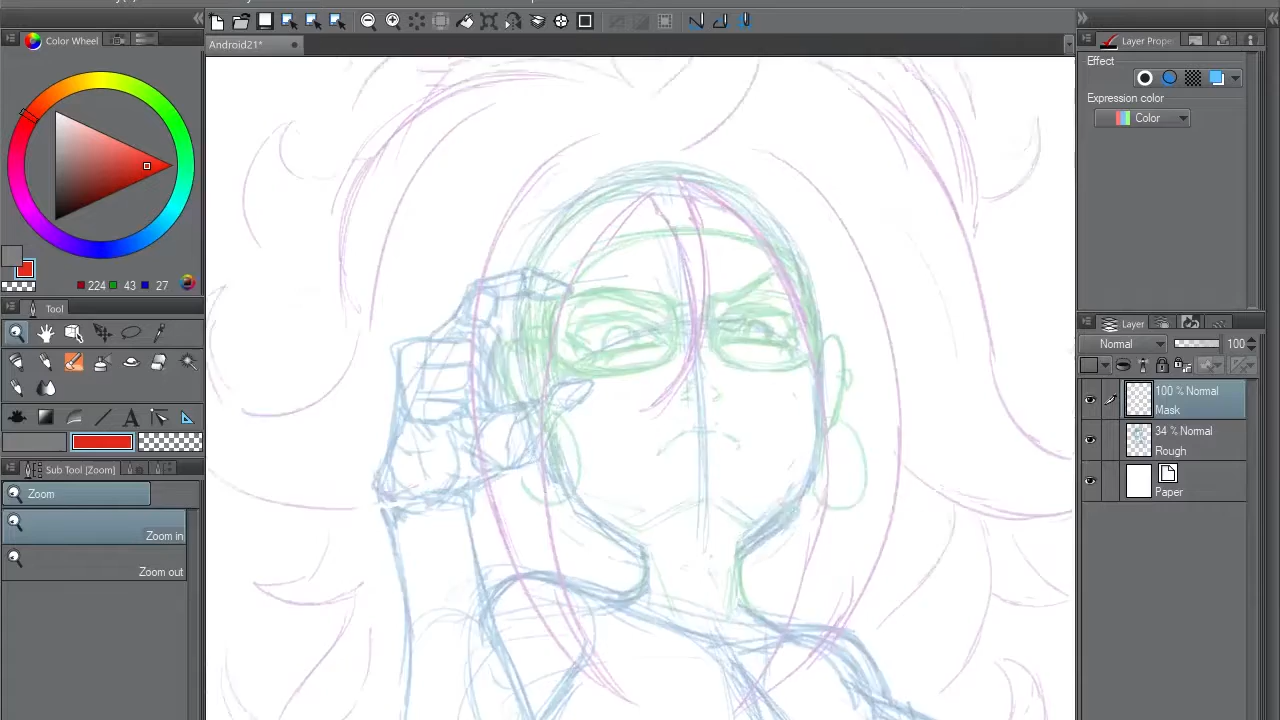 Color Wheel
Android21*
224 43 27
Tool
Sub Tool [Zoom]
Zoom
Zoom in
Zoom out
Layer Prope
Effect
Expression color
Color
Layer
Normal 100
100 % Normal
Mask
34 % Normal
Rough
Paper